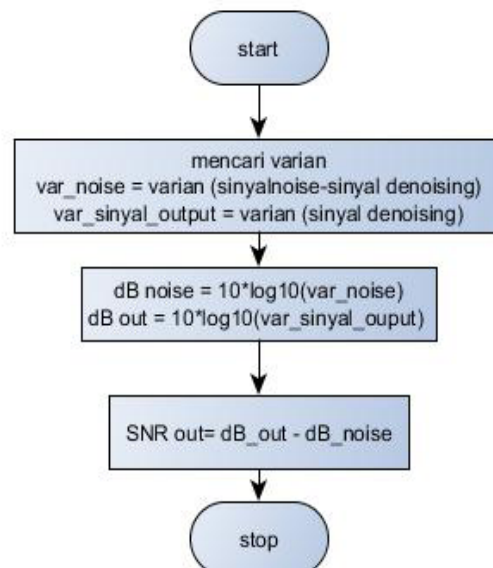 start
mencari varian
var_noise = varian (sinyalnoise-sinyal denoising)
var_sinyal_output = varian (sinyal denoising)
dB noise = 10*log10(var_noise)
dB out = 10*log10(var_sinyal_ouput)
SNR out= dB_out - dB_noise
stop